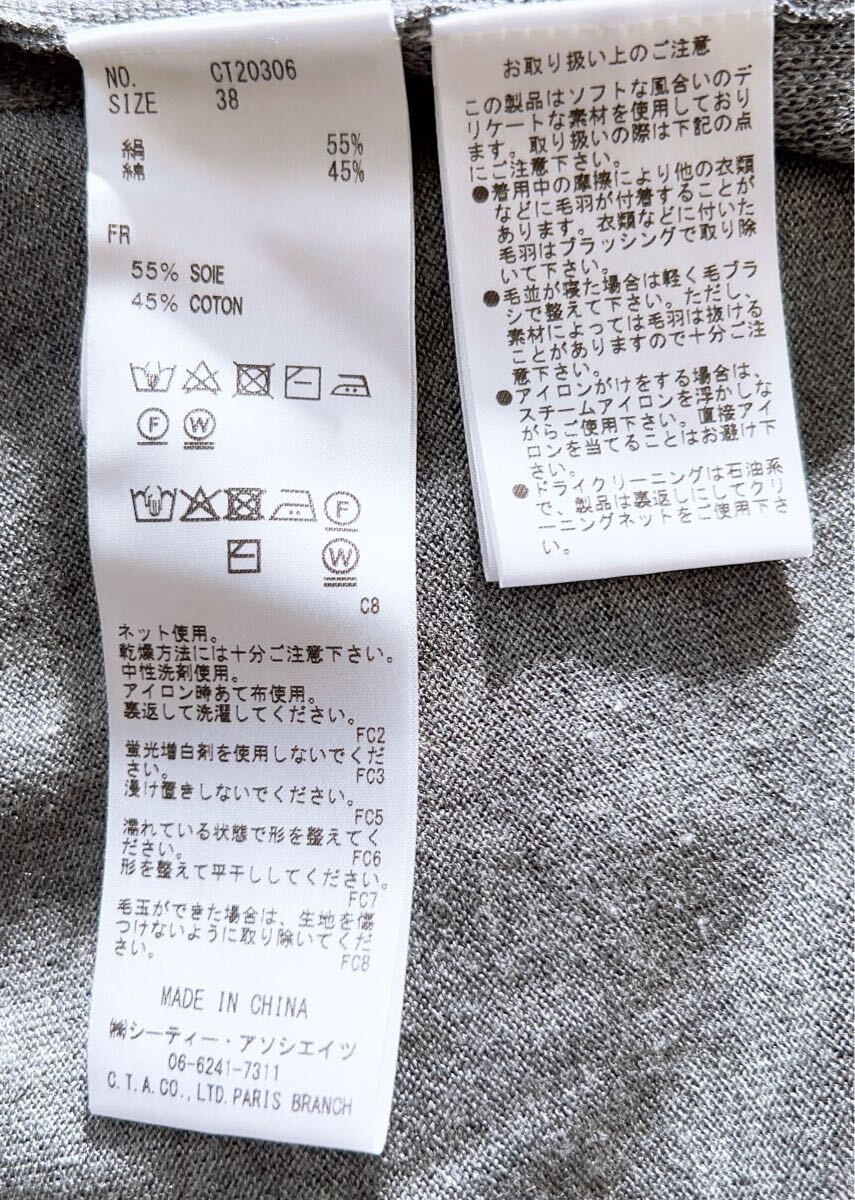 NO. CT20306
SIZE 38
絹 55%
綿 45%
FR
55% SOIE
45% COTON
F W
F
W
C8
ネット使用。
乾燥方法には十分ご注意下さい。
中性洗剤使用。
アイロン時あて布使用。
裏返して洗濯してください。
FC2
蛍光増白剤を使用しないでくだ
さい。
FC3
浸け置きしないでください。
FC5
濡れている状態で形を整えてく
ださい。
FC6
形を整えて平干ししてください。
FC7
毛玉ができた場合は、生地を傷
つけないように取り除いてくだ
さい。
FC8
MADE IN CHINA
㈱シーティー・アソシエイツ
06-6241-7311
C.T.A.CO.,LTD.PARIS BRANCH
お取り扱い上のご注意
この製品はソフトな風合いのデ
リケートな素材を使用しており
ます。取り扱いの際は下記の点
にご注意下さい。
●着用中の摩擦により他の衣類
などに毛羽が付着することが
あります。衣類などに付いた
毛羽はブラッシングで取り除
いて下さい。
●毛並が寝た場合は軽く毛ブラ
シで整えて下さい。ただし、
素材によっては毛羽は抜ける
ことがありますので十分ご注
意下さい。
●アイロンがけをする場合は、
スチームアイロンを浮かしな
がらご使用下さい。直接アイ
ロンを当てることはお避け下
さい。
●ドライクリーニングは石油系
で、製品は裏返しにしてクリ
ーニングネットをご使用下さ
い。